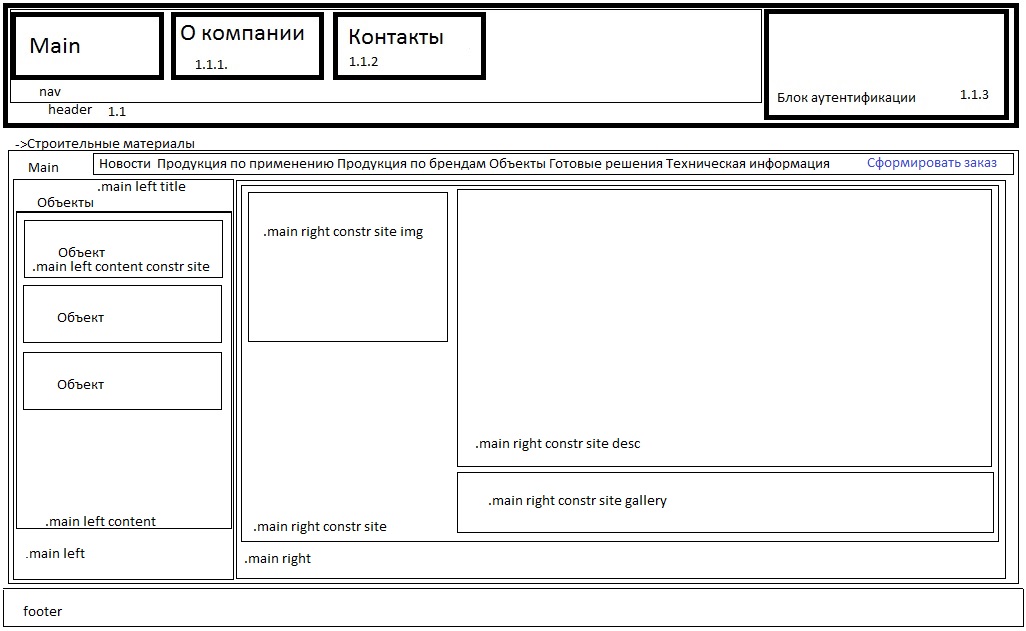 Main
О компании
1.1.1.
Контакты
1.1.2
nav
header 1.1
Блок аутентификации 1.1.3
->Строительные материалы
Main
Новости Продукция по применению Продукция по брендам Объекты Готовые решения Техническая информация Сформировать заказ
.main left title
Объекты
Объект
.main left content constr site
Объект
Объект
.main left content
.main left
.main right constr site img
.main right constr site desc
.main right constr site gallery
.main right constr site
.main right
footer